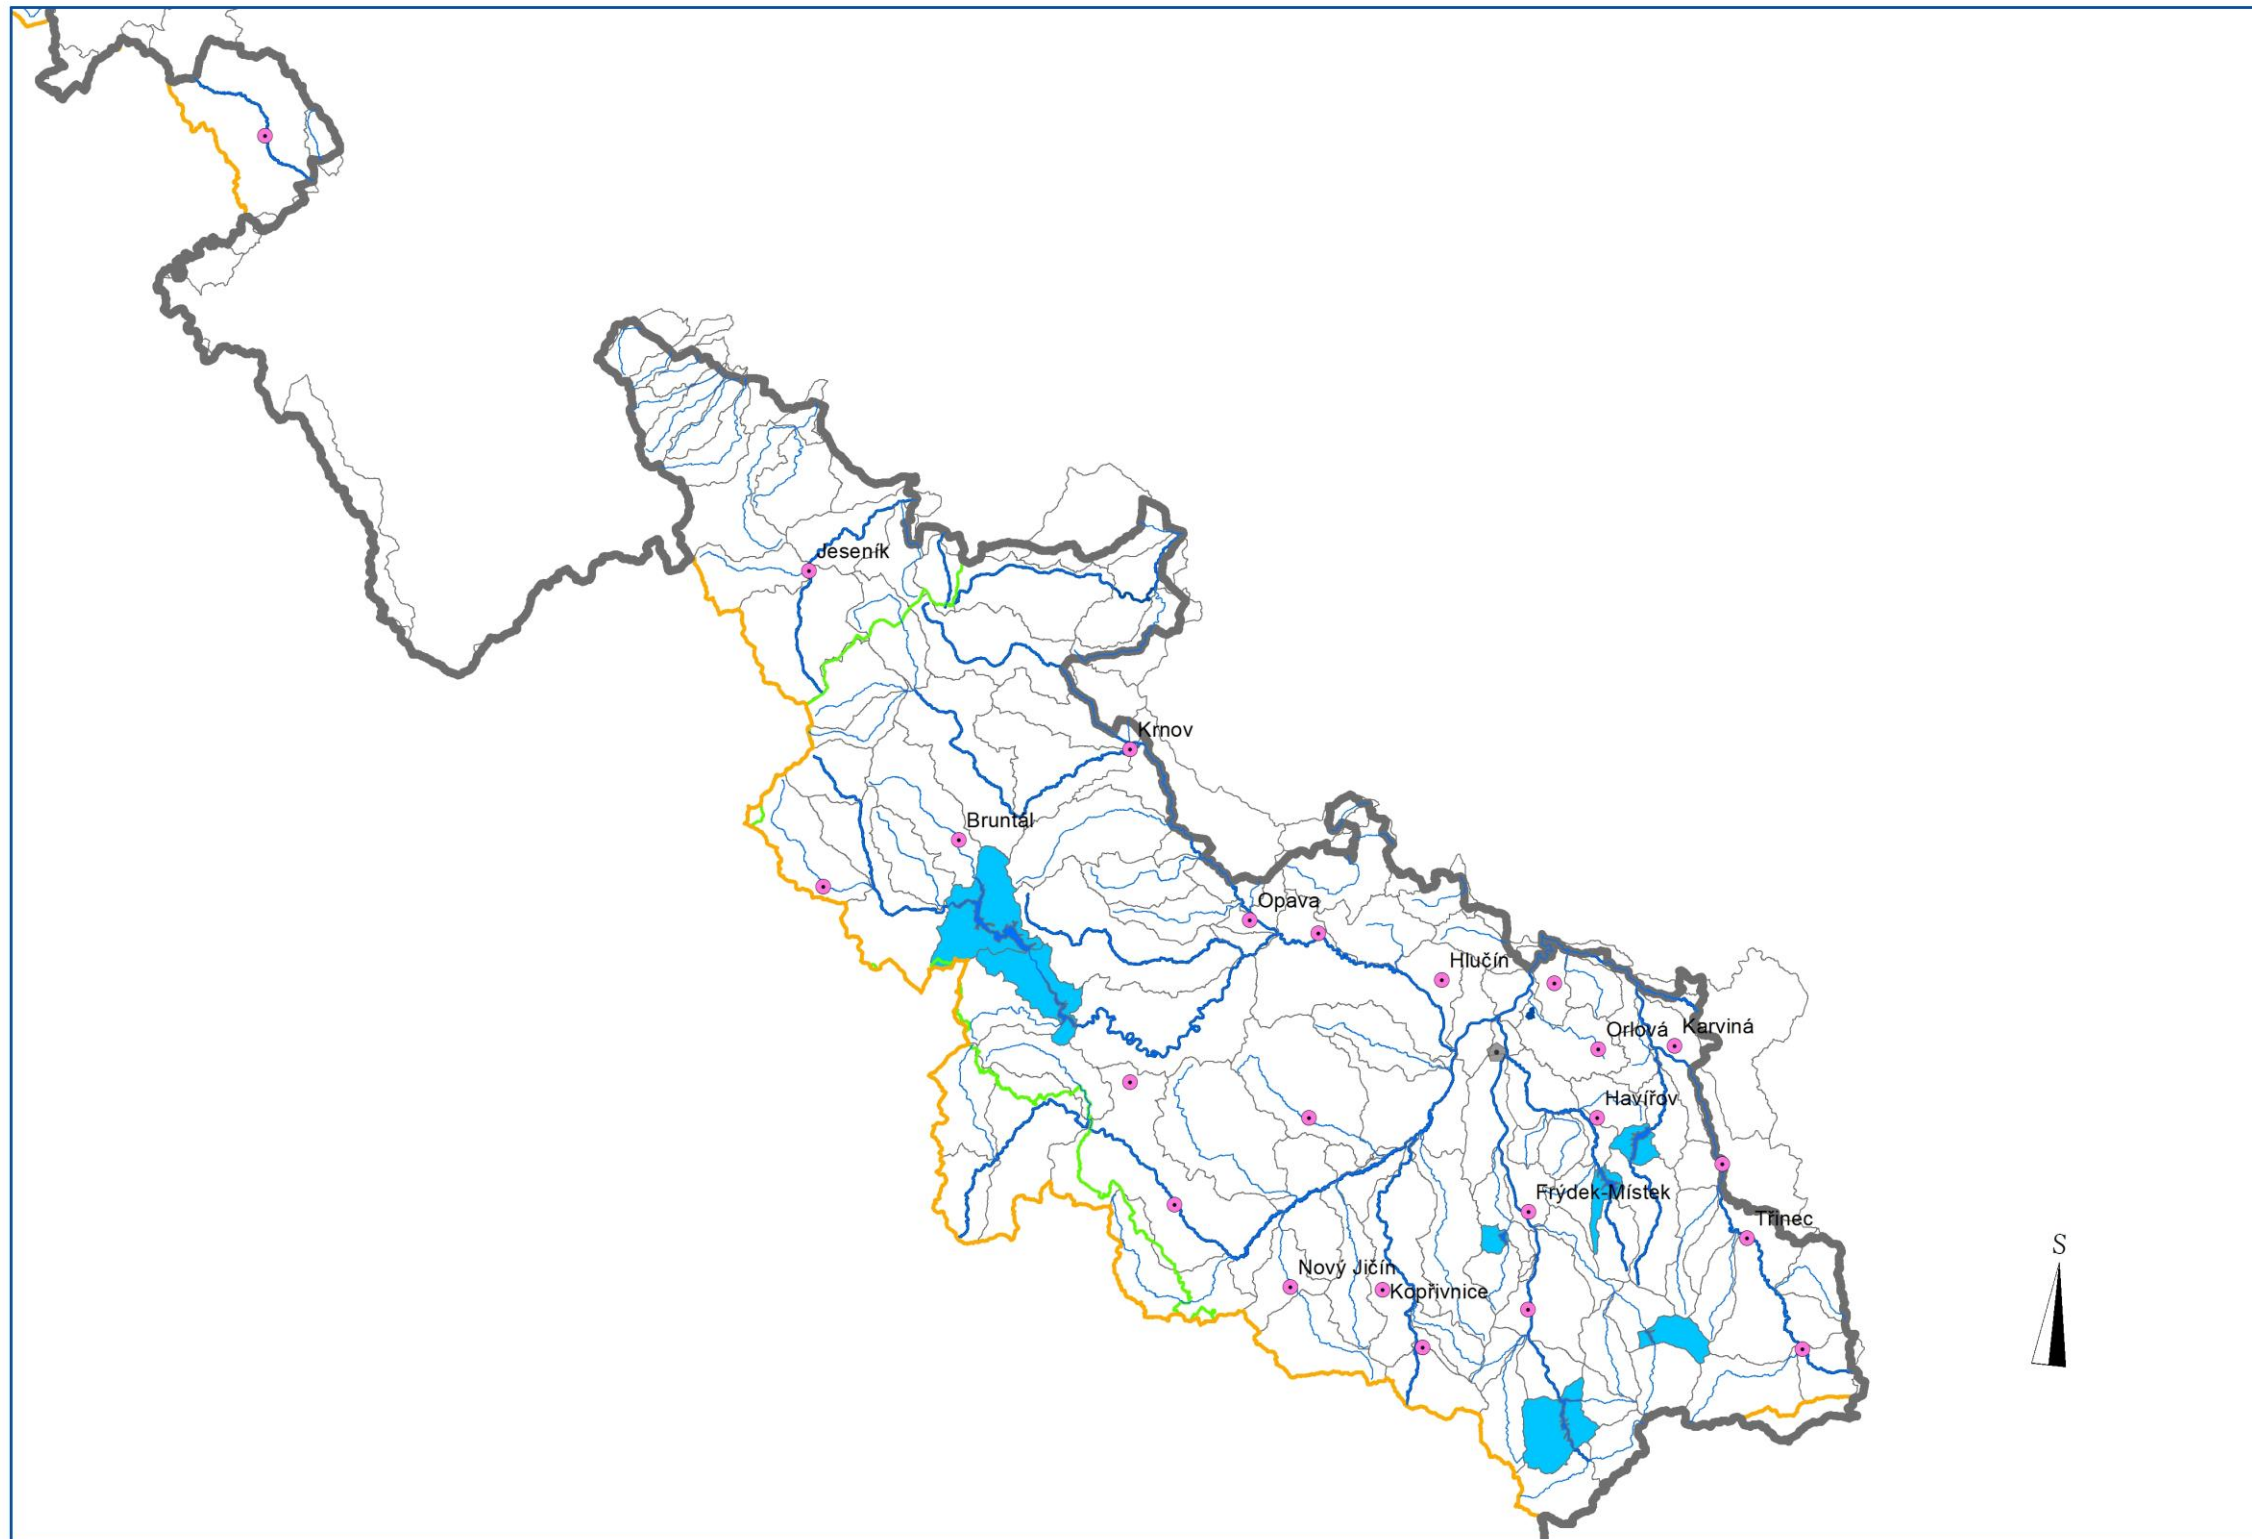 Jeseník
Krnov
Bruntál
Opava
Hlučín
Orlová
Karviná
Havířov
Frýdek-Místek
Třinec
Nový Jičín
Kopřivnice
S